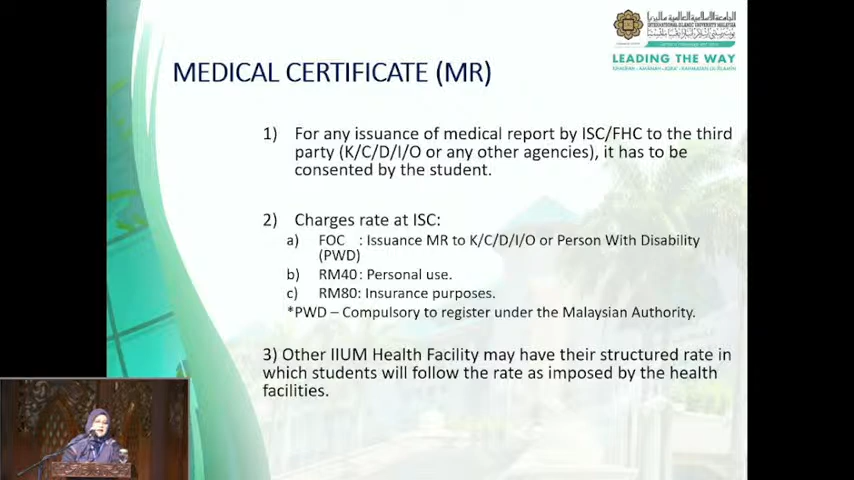 INTERNATIONAL ISLAMIC UNIVERSITY MALAYSIA
LEADING THE WAY
MEDICAL CERTIFICATE (MR)
1) For any issuance of medical report by ISC/FHC to the third
party (K/C/D/I/O or any other agencies), it has to be
consented by the student.
2) Charges rate at ISC:
a) FOC : Issuance MR to K/C/D/I/O or Person With Disability
(PWD)
b) RM40: Personal use.
c) RM80: Insurance purposes.
*PWD – Compulsory to register under the Malaysian Authority.
3) Other IIUM Health Facility may have their structured rate in
which students will follow the rate as imposed by the health
facilities.